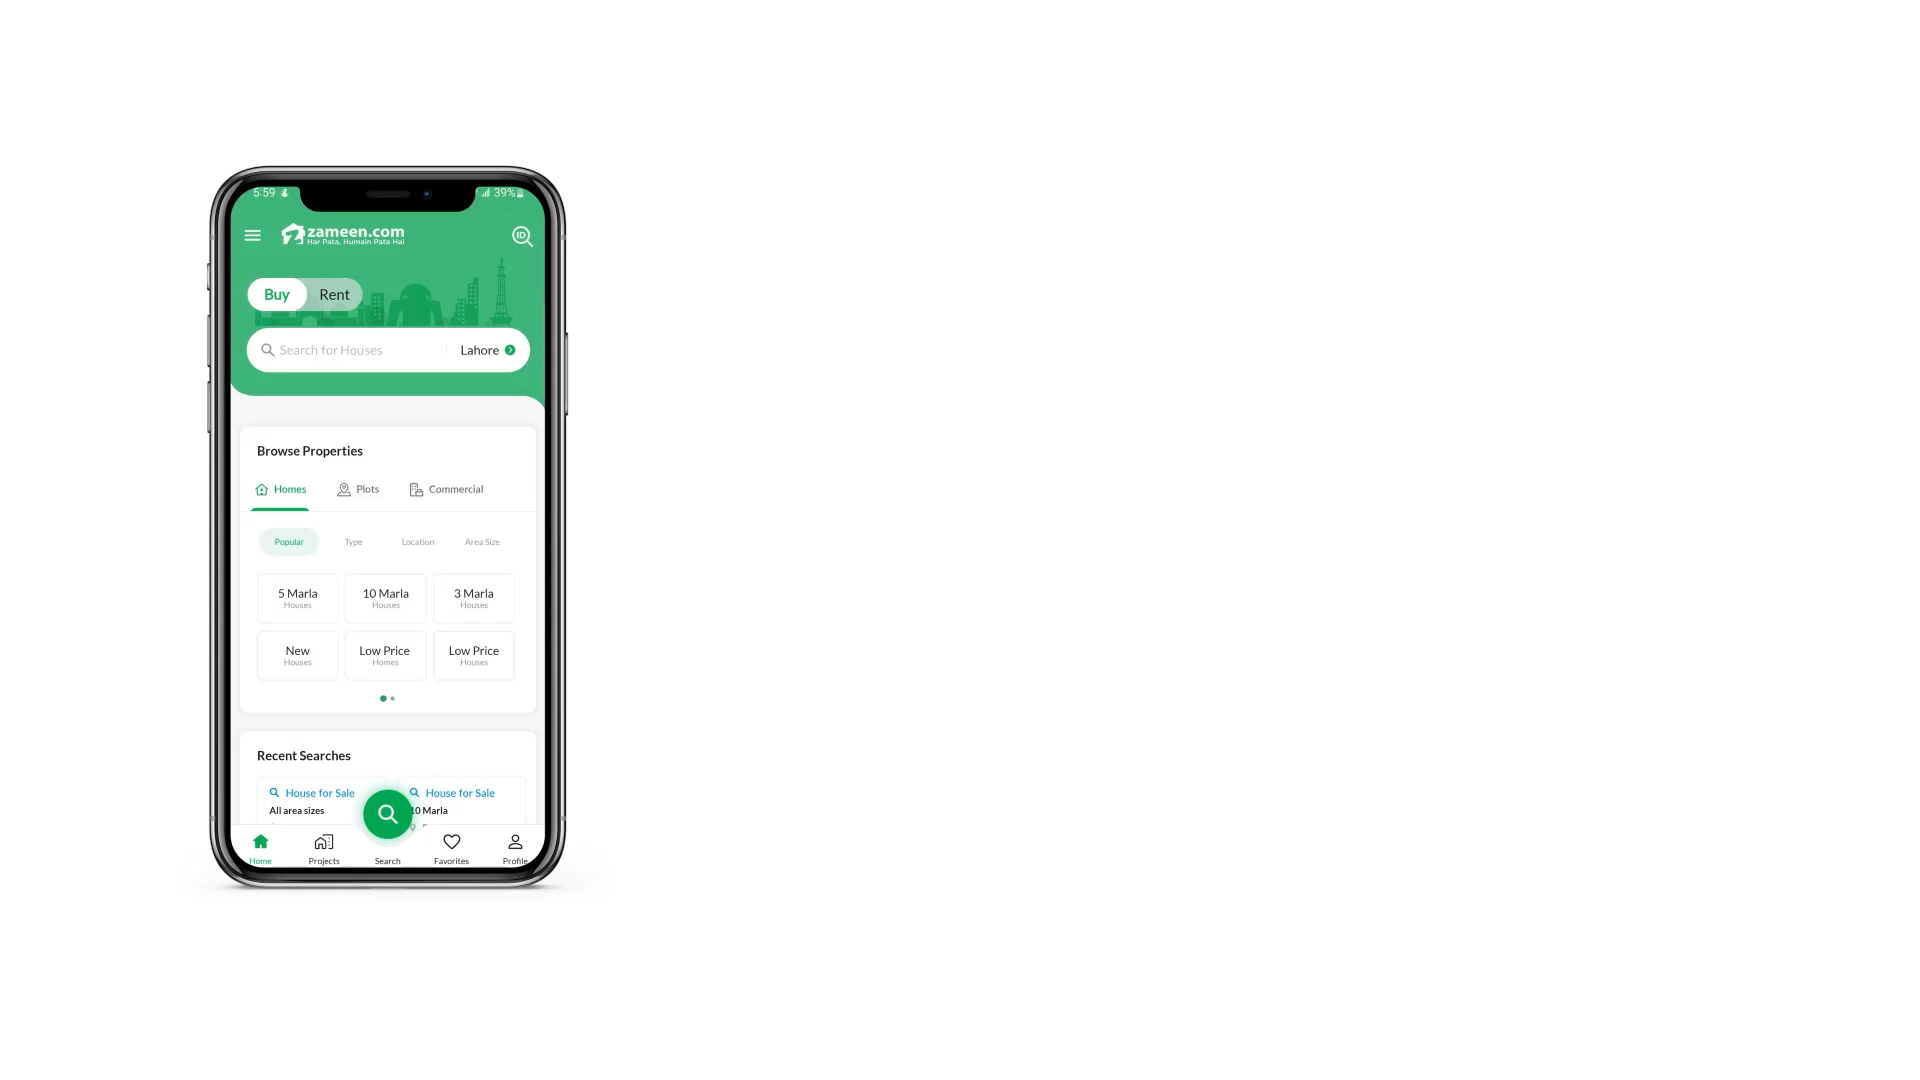 5:59
39%
zameen.com
Har Pata, Humain Pata Hai
ID
Buy Rent
Search for Houses Lahore
Browse Properties
Homes Plots Commercial
Popular Type Location Area Size
5 Marla 10 Marla 3 Marla
Houses Houses Houses
New Low Price Low Price
Houses Homes Houses
Recent Searches
House for Sale House for Sale
All area sizes 10 Marla
Home Projects Search Favorites Profile